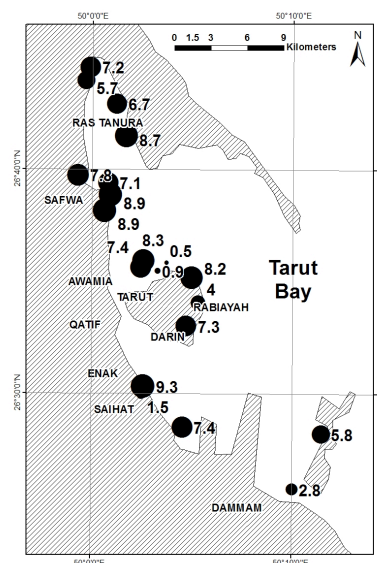 50°0'0"E 50°10'0"E
0 1.5 3 6 9
Kilometers
N
7.2
5.7
6.7
RAS TANURA
8.7
50°40'0"N
7.8
7.1
SAFWA
8.9
8.9
7.4
8.3
0.5
0.9
8.2
AWAMIA
TARUT
4
RABIAYAH
Tarut
Bay
QATIF
7.3
DARIN
ENAK
26°30'0"N
9.3
SAIHAT
1.5
7.4
5.8
2.8
DAMMAM
50°0'0"E 50°10'0"E